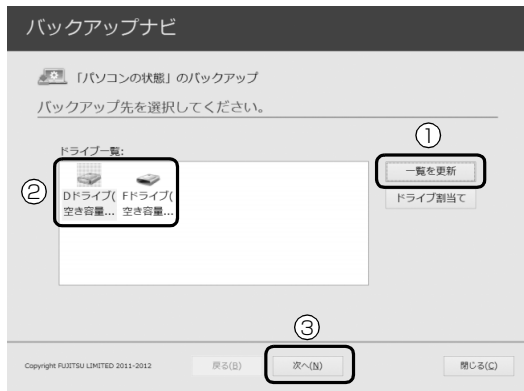 バックアップナビ
「パソコンの状態」のバックアップ
バックアップ先を選択してください。
①
ドライブ一覧:
一覧を更新
②
Dドライブ( Fドライブ(
空き容量... 空き容量...
ドライブ割当て
③
Copyright FUJITSU LIMITED 2011-2012 戻る(B) 次へ(N) 閉じる(C)